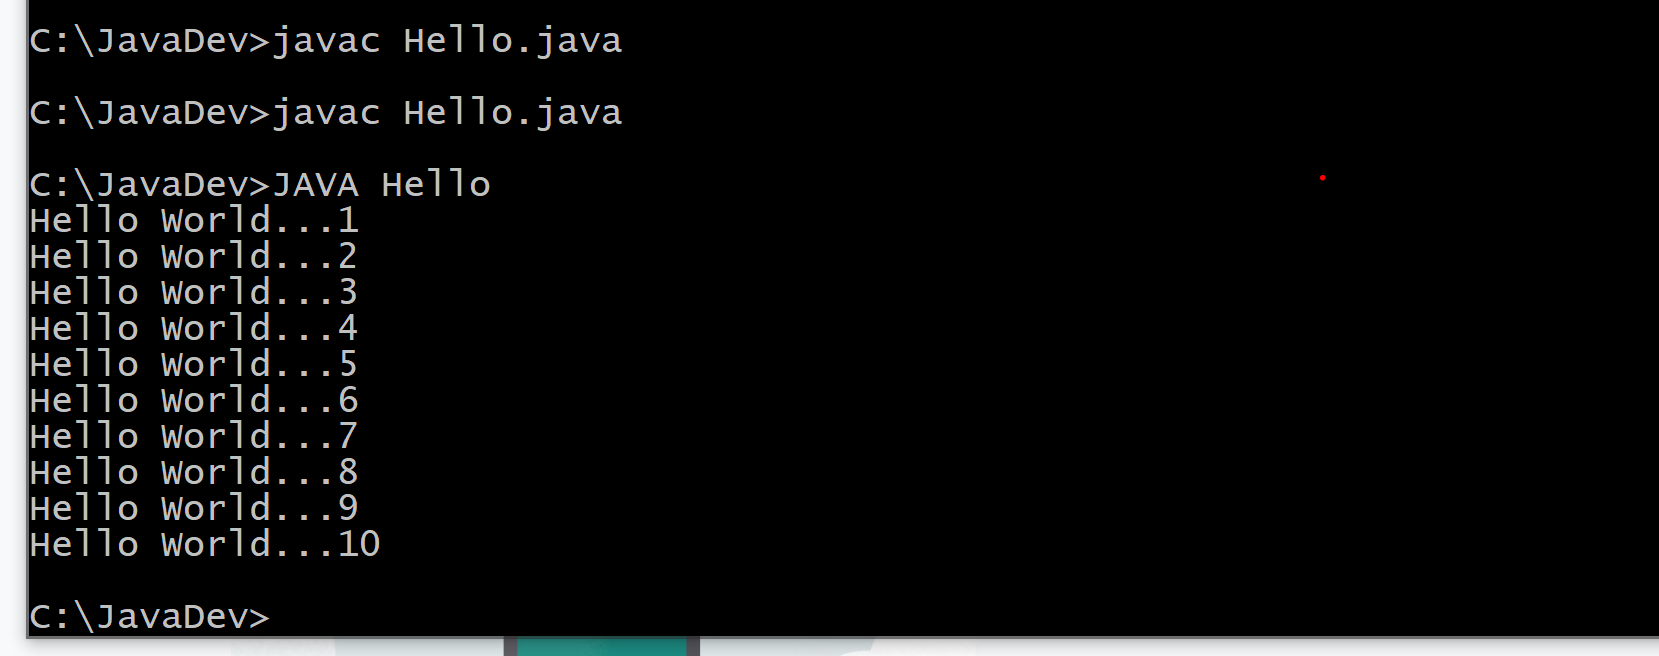 C:\JavaDev>javac Hello.java
C:\JavaDev>javac Hello.java
C:\JavaDev>JAVA Hello
Hello World...1
Hello World...2
Hello World...3
Hello World...4
Hello World...5
Hello World...6
Hello World...7
Hello World...8
Hello World...9
Hello World...10
C:\JavaDev>